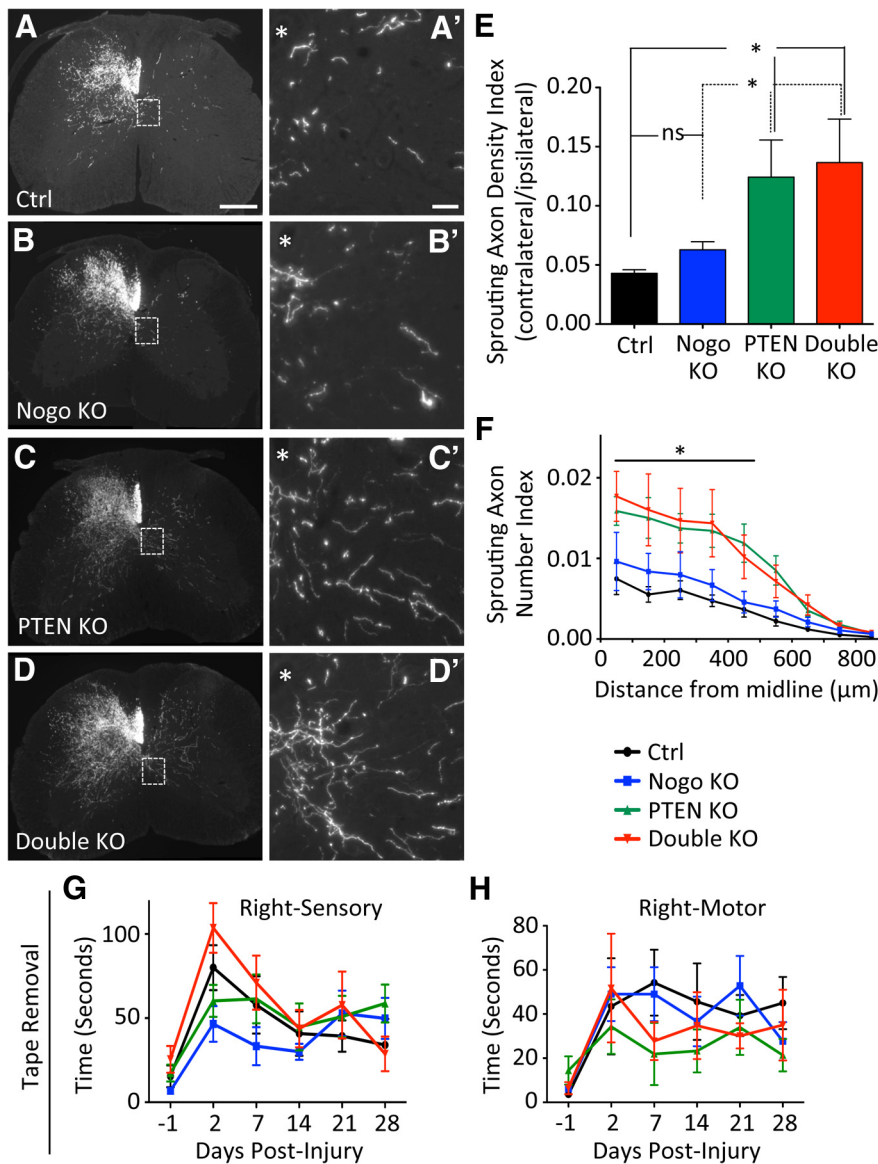 A
*
A'
Ctrl
B
*
B'
Nogo KO
C
*
C'
PTEN KO
D
*
D'
Double KO
E
Sprouting Axon Density Index
(contralateral/ipsilateral)
0.20
0.15
0.10
0.05
0.00
*
*
ns
Ctrl
Nogo KO
PTEN KO
Double KO
F
Sprouting Axon
Number Index
0.02
0.01
0.00
*
0 200 400 600 800
Distance from midline (µm)
Ctrl
Nogo KO
PTEN KO
Double KO
Tape Removal
G
Right-Sensory
Time (Seconds)
100
50
0
-1 2 7 14 21 28
Days Post-Injury
H
Right-Motor
Time (Seconds)
80
60
40
20
0
-1 2 7 14 21 28
Days Post-Injury